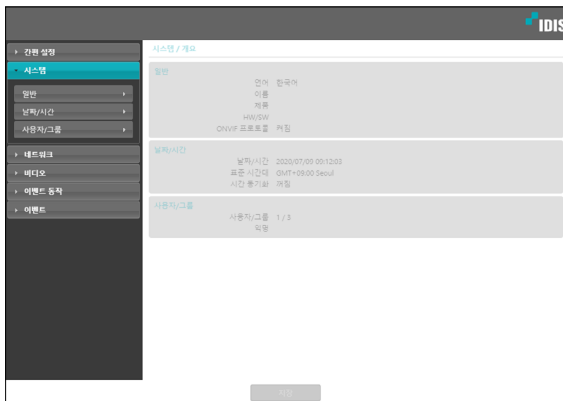 IDIS
간편 설정
시스템
일반
날짜/시간
사용자/그룹
네트워크
비디오
이벤트 동작
이벤트
시스템 / 개요
일반
언어 한국어
이름
제품
HW/SW
ONVIF 프로토콜 꺼짐
날짜/시간
날짜/시간 2020/07/09 00:12:03
표준 시간대 GMT+09:00 Seoul
시간 동기화 꺼짐
사용자/그룹
사용자/그룹 1 / 3
익명
저장